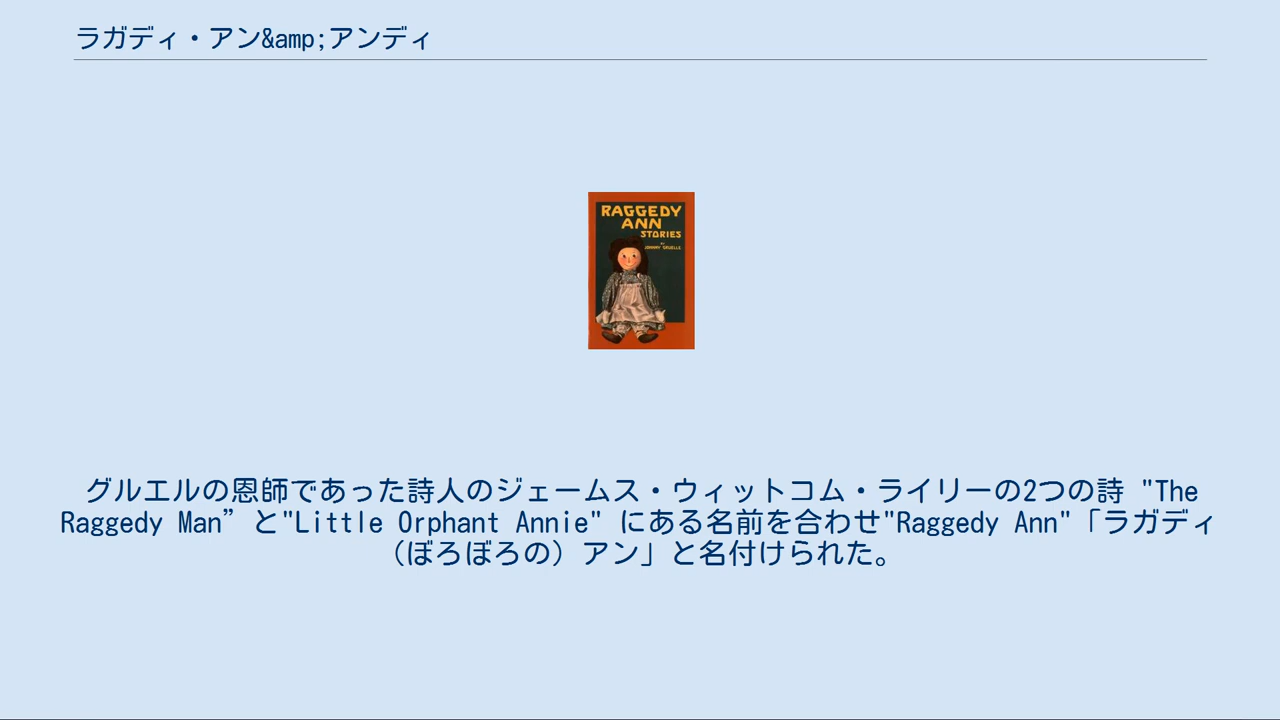 ラガディ・アン&amp;アンディ
RAGGEDY
ANN
STORIES
BY
JOHNNY GRUELLE
グルエルの恩師であった詩人のジェームス・ウィットコム・ライリーの2つの詩 "The
Raggedy Man” と"Little Orphant Annie" にある名前を合わせ"Raggedy Ann"「ラガディ
（ぼろぼろの）アン」と名付けられた。